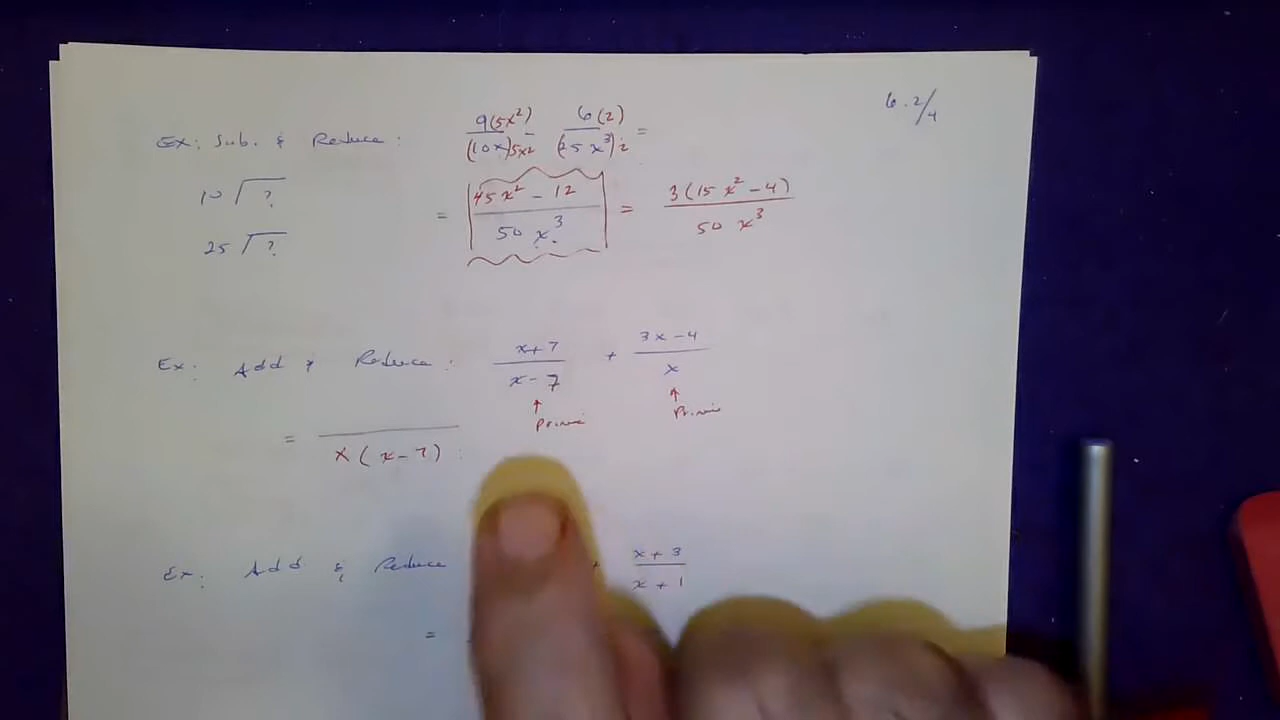 6.2/4
Ex: Sub. & Reduce: 9(5x²)/(10x)5x² - 6(2)/(25x³)2 =
10 ⟌ ?
= 45x² - 12 / 50x³ = 3(15x² - 4) / 50x³
25 ⟌ ?
Ex: Add & Reduce: x+7 / x-7 + 3x-4 / x
↑ ↑
Prime Prime
= / x(x-7)
Ex: Add & Reduce + x+3 / x+1
=